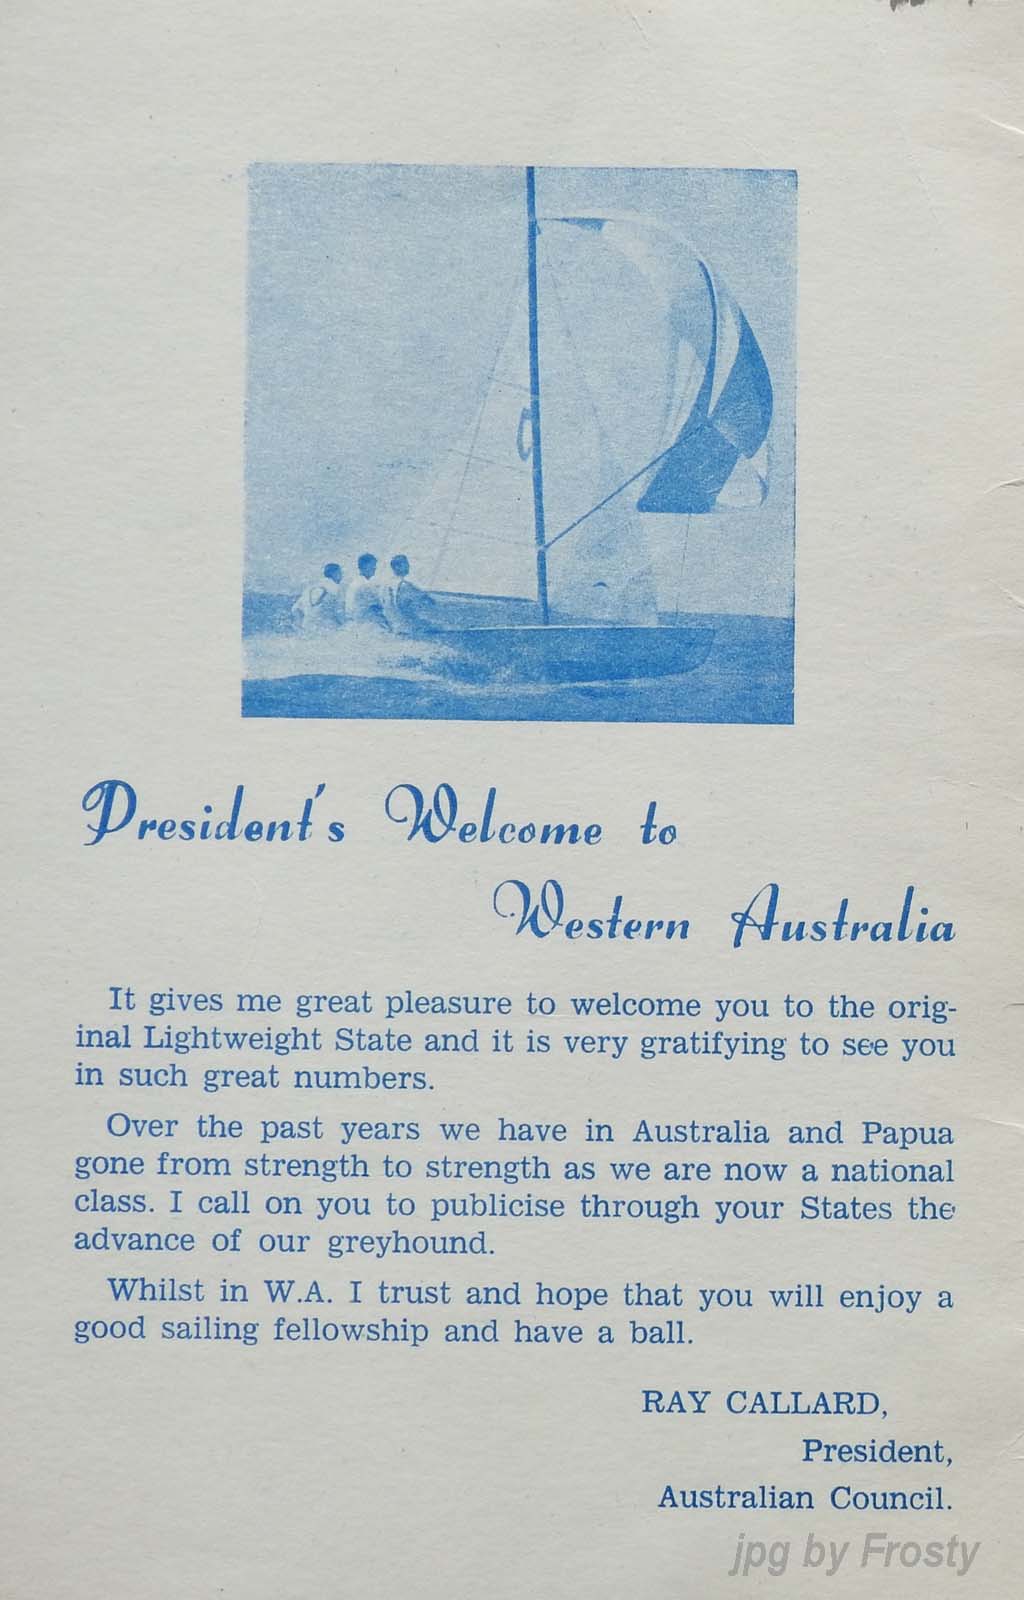 President's Welcome to
Western Australia
It gives me great pleasure to welcome you to the orig-
inal Lightweight State and it is very gratifying to see you
in such great numbers.
Over the past years we have in Australia and Papua
gone from strength to strength as we are now a national
class. I call on you to publicise through your States the
advance of our greyhound.
Whilst in W.A. I trust and hope that you will enjoy a
good sailing fellowship and have a ball.
RAY CALLARD,
President,
Australian Council.
jpg by Frosty